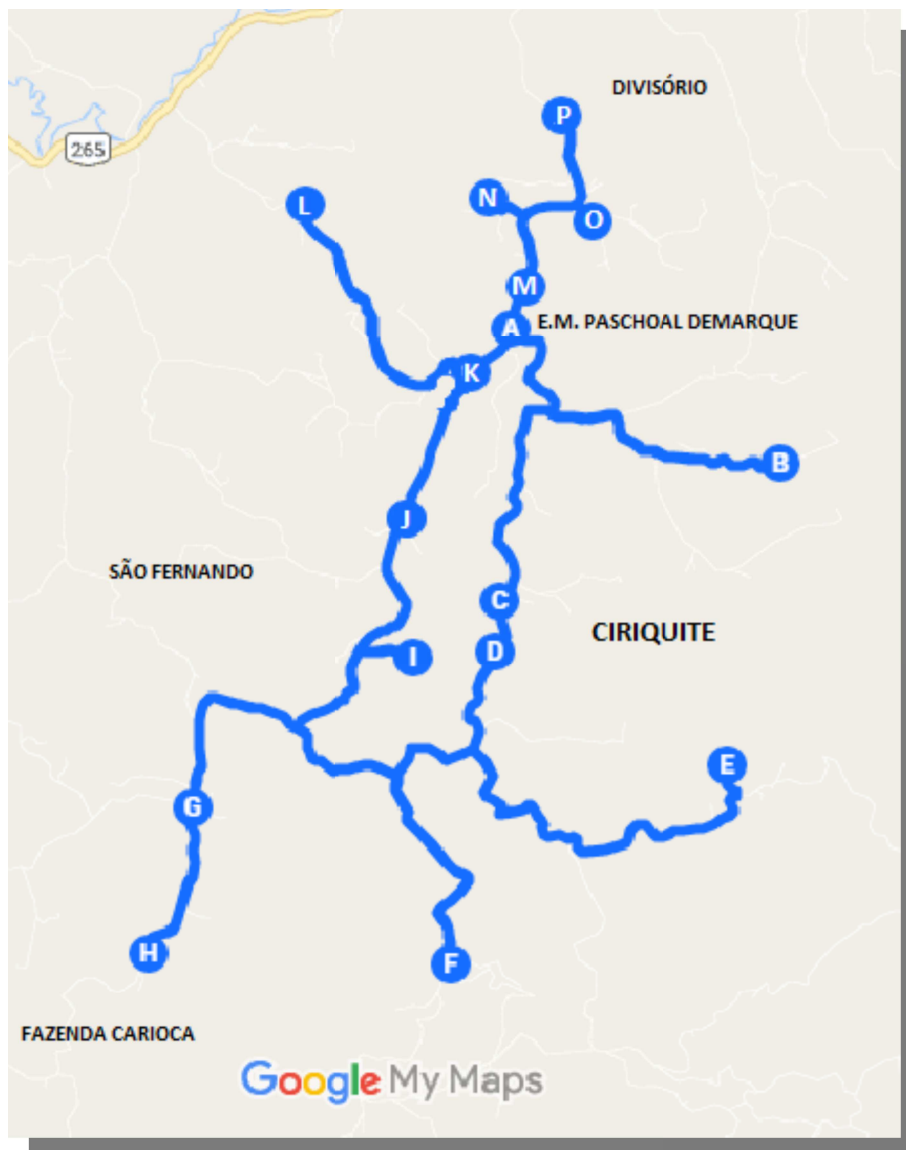 DIVISÓRIO
P
265
N
L
O
M
A E.M. PASCHOAL DEMARQUE
K
B
J
SÃO FERNANDO
C
CIRIQUITE
D
I
E
G
H
F
FAZENDA CARIOCA
Google My Maps